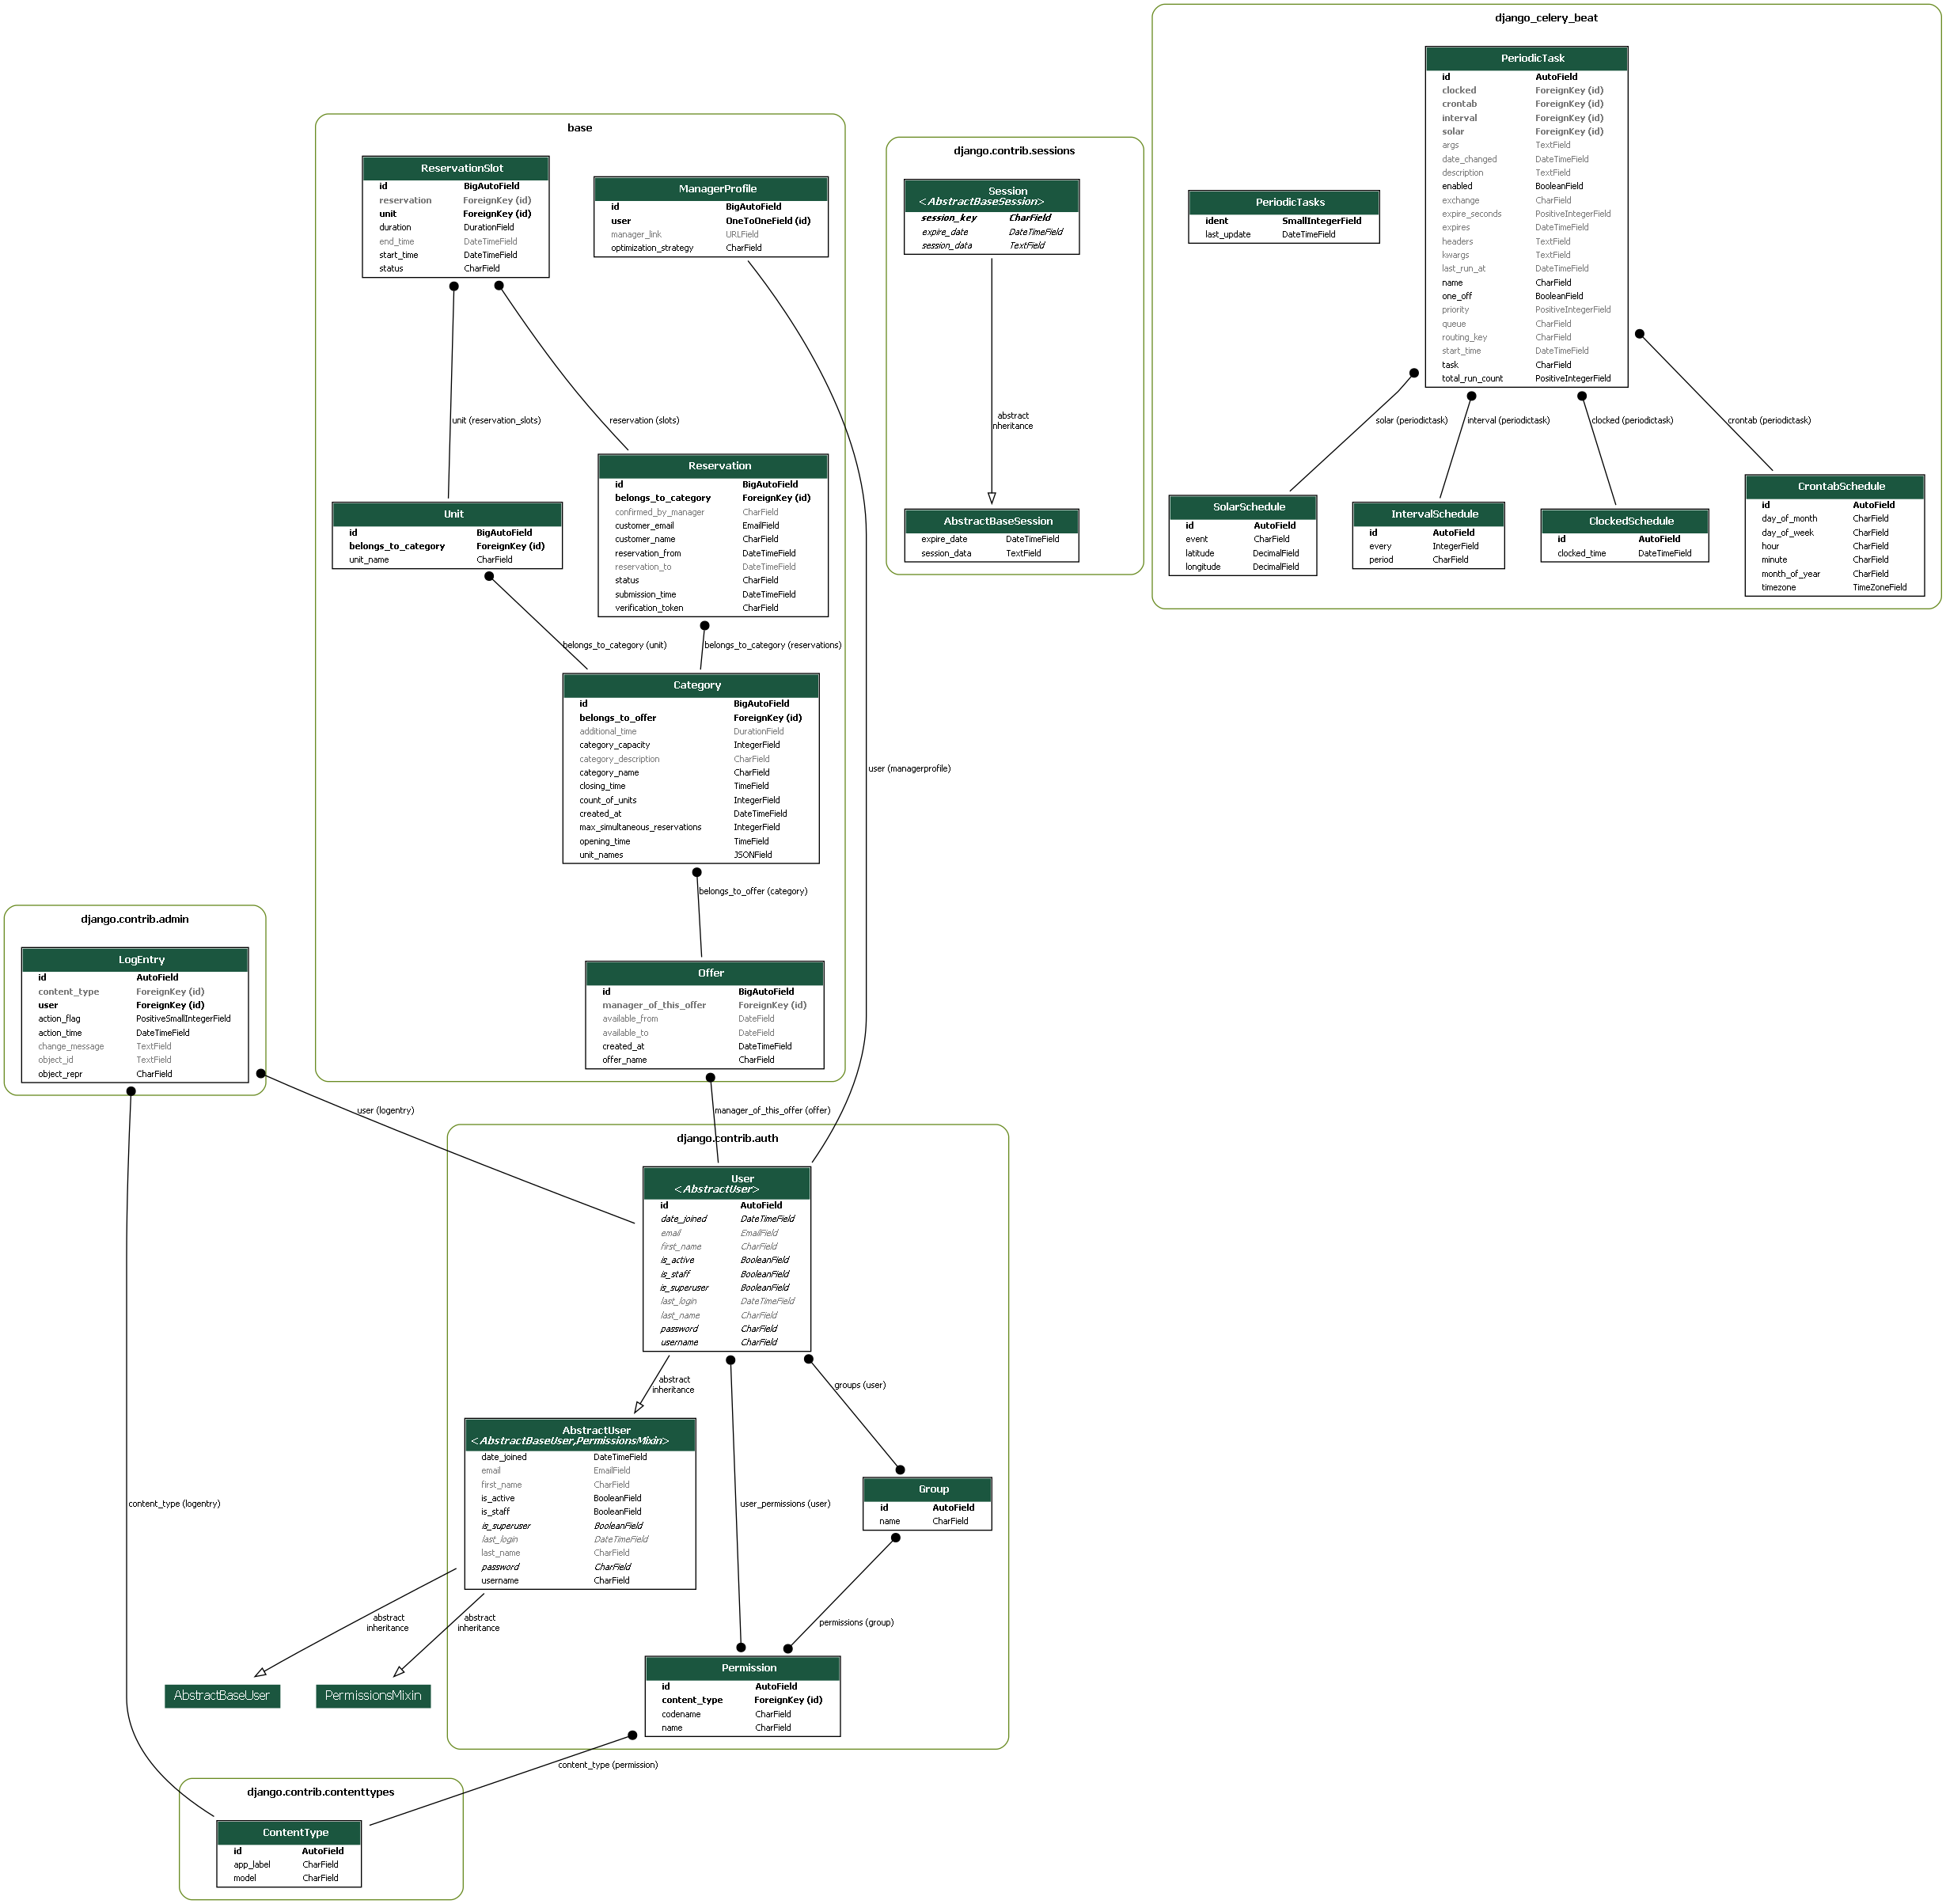 django_celery_beat
PeriodicTask
id AutoField
clocked ForeignKey (id)
crontab ForeignKey (id)
interval ForeignKey (id)
solar ForeignKey (id)
args TextField
date_changed DateTimeField
description TextField
enabled BooleanField
exchange CharField
expire_seconds PositiveIntegerField
expires DateTimeField
headers TextField
kwargs TextField
last_run_at DateTimeField
name CharField
one_off BooleanField
priority PositiveIntegerField
queue CharField
routing_key CharField
start_time DateTimeField
task CharField
total_run_count PositiveIntegerField
PeriodicTasks
ident SmallIntegerField
last_update DateTimeField
solar (periodictask)
interval (periodictask)
clocked (periodictask)
crontab (periodictask)
SolarSchedule
id AutoField
event CharField
latitude DecimalField
longitude DecimalField
IntervalSchedule
id AutoField
every IntegerField
period CharField
ClockedSchedule
id AutoField
clocked_time DateTimeField
CrontabSchedule
id AutoField
day_of_month CharField
day_of_week CharField
hour CharField
minute CharField
month_of_year CharField
timezone TimeZoneField
base
ReservationSlot
id BigAutoField
reservation ForeignKey (id)
unit ForeignKey (id)
duration DurationField
end_time DateTimeField
start_time DateTimeField
status CharField
ManagerProfile
id BigAutoField
user OneToOneField (id)
manager_link URLField
optimization_strategy CharField
unit (reservation_slots)
reservation (slots)
Unit
id BigAutoField
belongs_to_category ForeignKey (id)
unit_name CharField
Reservation
id BigAutoField
belongs_to_category ForeignKey (id)
confirmed_by_manager CharField
customer_email EmailField
customer_name CharField
reservation_from DateTimeField
reservation_to DateTimeField
status CharField
submission_time DateTimeField
verification_token CharField
belongs_to_category (unit)
belongs_to_category (reservations)
Category
id BigAutoField
belongs_to_offer ForeignKey (id)
additional_time DurationField
category_capacity IntegerField
category_description CharField
category_name CharField
closing_time TimeField
count_of_units IntegerField
created_at DateTimeField
max_simultaneous_reservations IntegerField
opening_time TimeField
unit_names JSONField
user (managerprofile)
belongs_to_offer (category)
Offer
id BigAutoField
manager_of_this_offer ForeignKey (id)
available_from DateField
available_to DateField
created_at DateTimeField
offer_name CharField
django.contrib.sessions
Session
<AbstractBaseSession>
session_key CharField
expire_date DateTimeField
session_data TextField
abstract
nheritance
AbstractBaseSession
expire_date DateTimeField
session_data TextField
django.contrib.admin
LogEntry
id AutoField
content_type ForeignKey (id)
user ForeignKey (id)
action_flag PositiveSmallIntegerField
action_time DateTimeField
change_message TextField
object_id TextField
object_repr CharField
user (logentry)
manager_of_this_offer (offer)
django.contrib.auth
User
<AbstractUser>
id AutoField
date_joined DateTimeField
email EmailField
first_name CharField
is_active BooleanField
is_staff BooleanField
is_superuser BooleanField
last_login DateTimeField
last_name CharField
password CharField
username CharField
abstract
inheritance
groups (user)
AbstractUser
<AbstractBaseUser,PermissionsMixin>
date_joined DateTimeField
email EmailField
first_name CharField
is_active BooleanField
is_staff BooleanField
is_superuser BooleanField
last_login DateTimeField
last_name CharField
password CharField
username CharField
content_type (logentry)
user_permissions (user)
Group
id AutoField
name CharField
abstract
inheritance
abstract
inheritance
permissions (group)
AbstractBaseUser
PermissionsMixin
Permission
id AutoField
content_type ForeignKey (id)
codename CharField
name CharField
content_type (permission)
django.contrib.contenttypes
ContentType
id AutoField
app_label CharField
model CharField